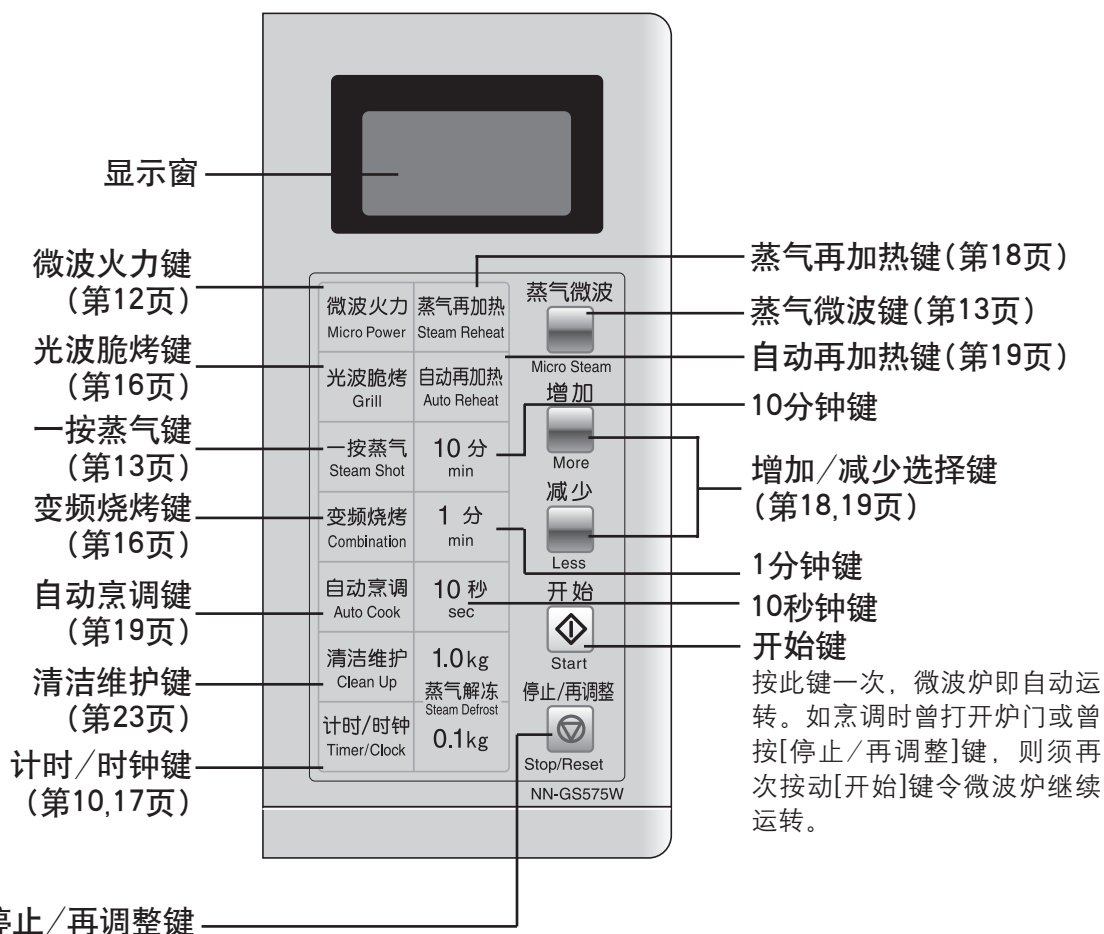 显示窗
微波火力键
(第12页)
光波脆烤键
(第16页)
一按蒸气键
(第13页)
变频烧烤键
(第16页)
自动烹调键
(第19页)
清洁维护键
(第23页)
计时/时钟键
(第10,17页)
停止/再调整键
微波火力
Micro Power
蒸气再加热
Steam Reheat
光波脆烤
Grill
自动再加热
Auto Reheat
一按蒸气
Steam Shot
10 分
min
变频烧烤
Combination
1 分
min
自动烹调
Auto Cook
10 秒
sec
清洁维护
Clean Up
1.0kg
蒸气解冻
Steam Defrost
计时/时钟
Timer/Clock
0.1kg
蒸气微波
Micro Steam
增加
More
减少
Less
开始
Start
停止/再调整
Stop/Reset
NN-GS575W
蒸气再加热键(第18页)
蒸气微波键(第13页)
自动再加热键(第19页)
10分钟键
增加/减少选择键
(第18,19页)
1分钟键
10秒钟键
开始键
按此键一次，微波炉即自动运
转。如烹调时曾打开炉门或曾
按[停止/再调整]键，则须再
次按动[开始]键令微波炉继续
运转。